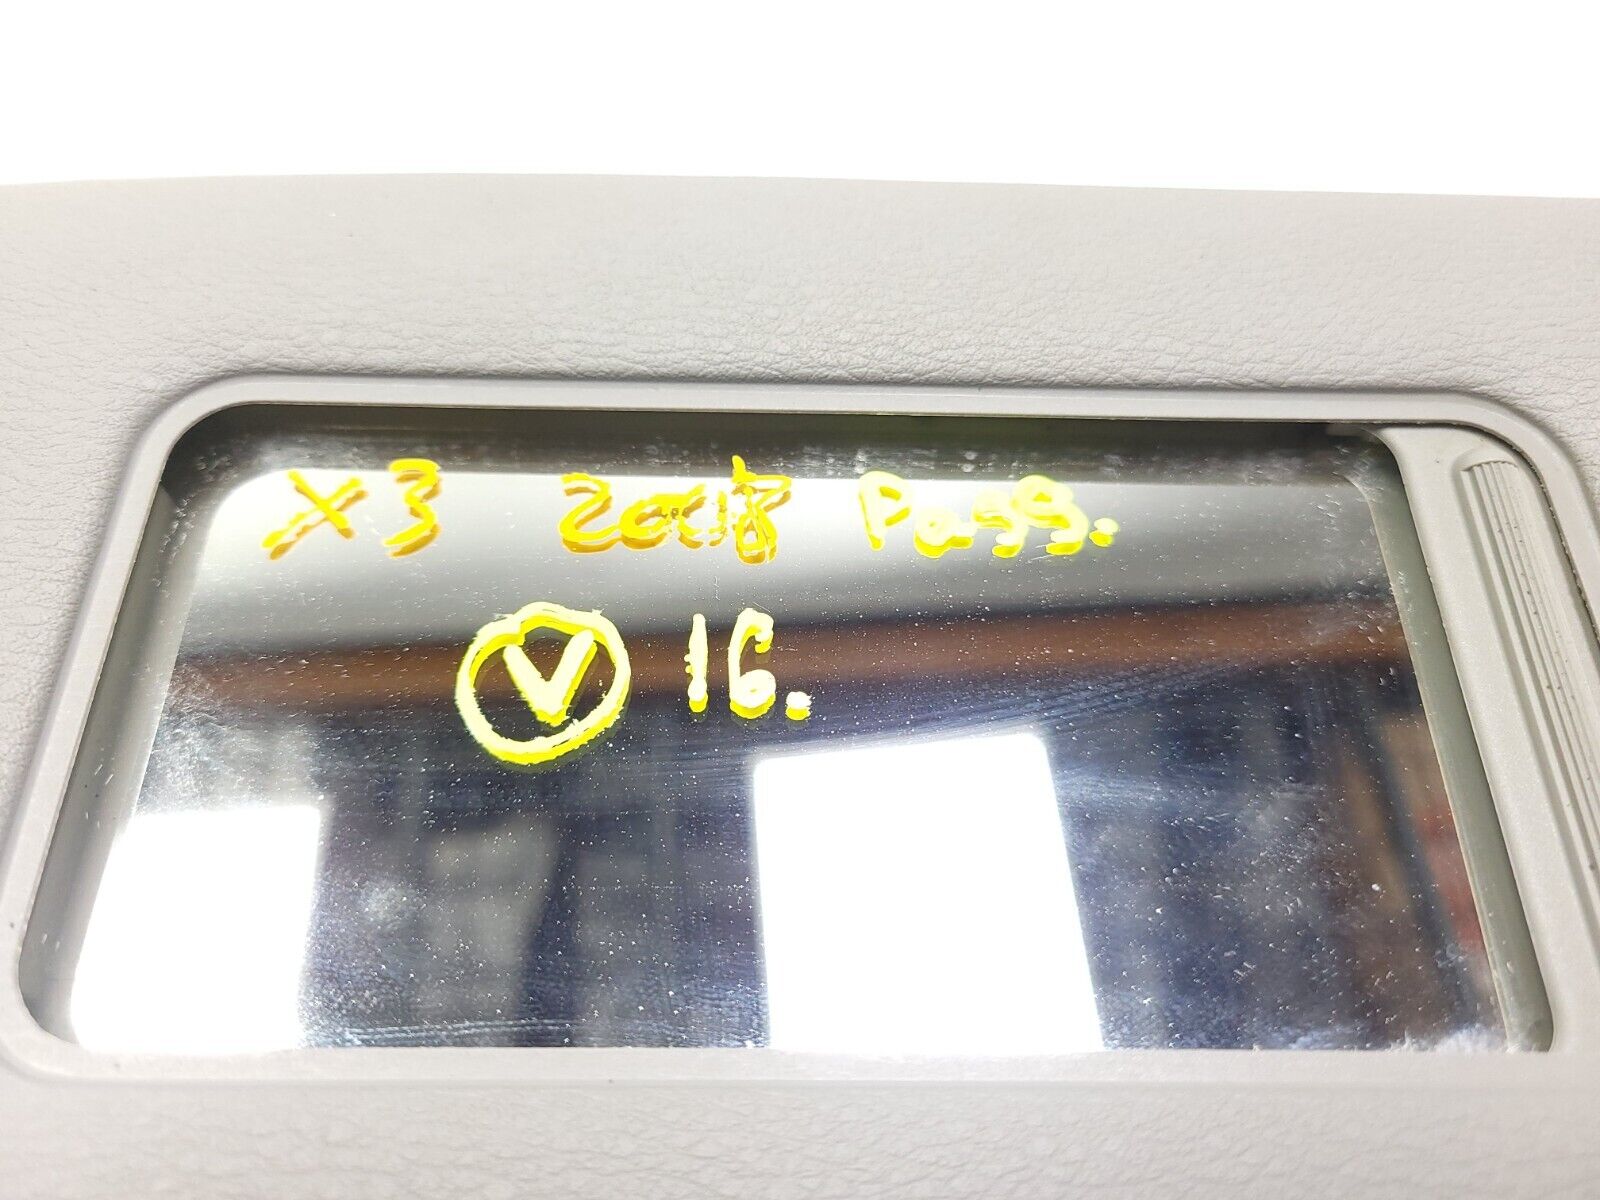 X3 2008 Pass.
V 16.